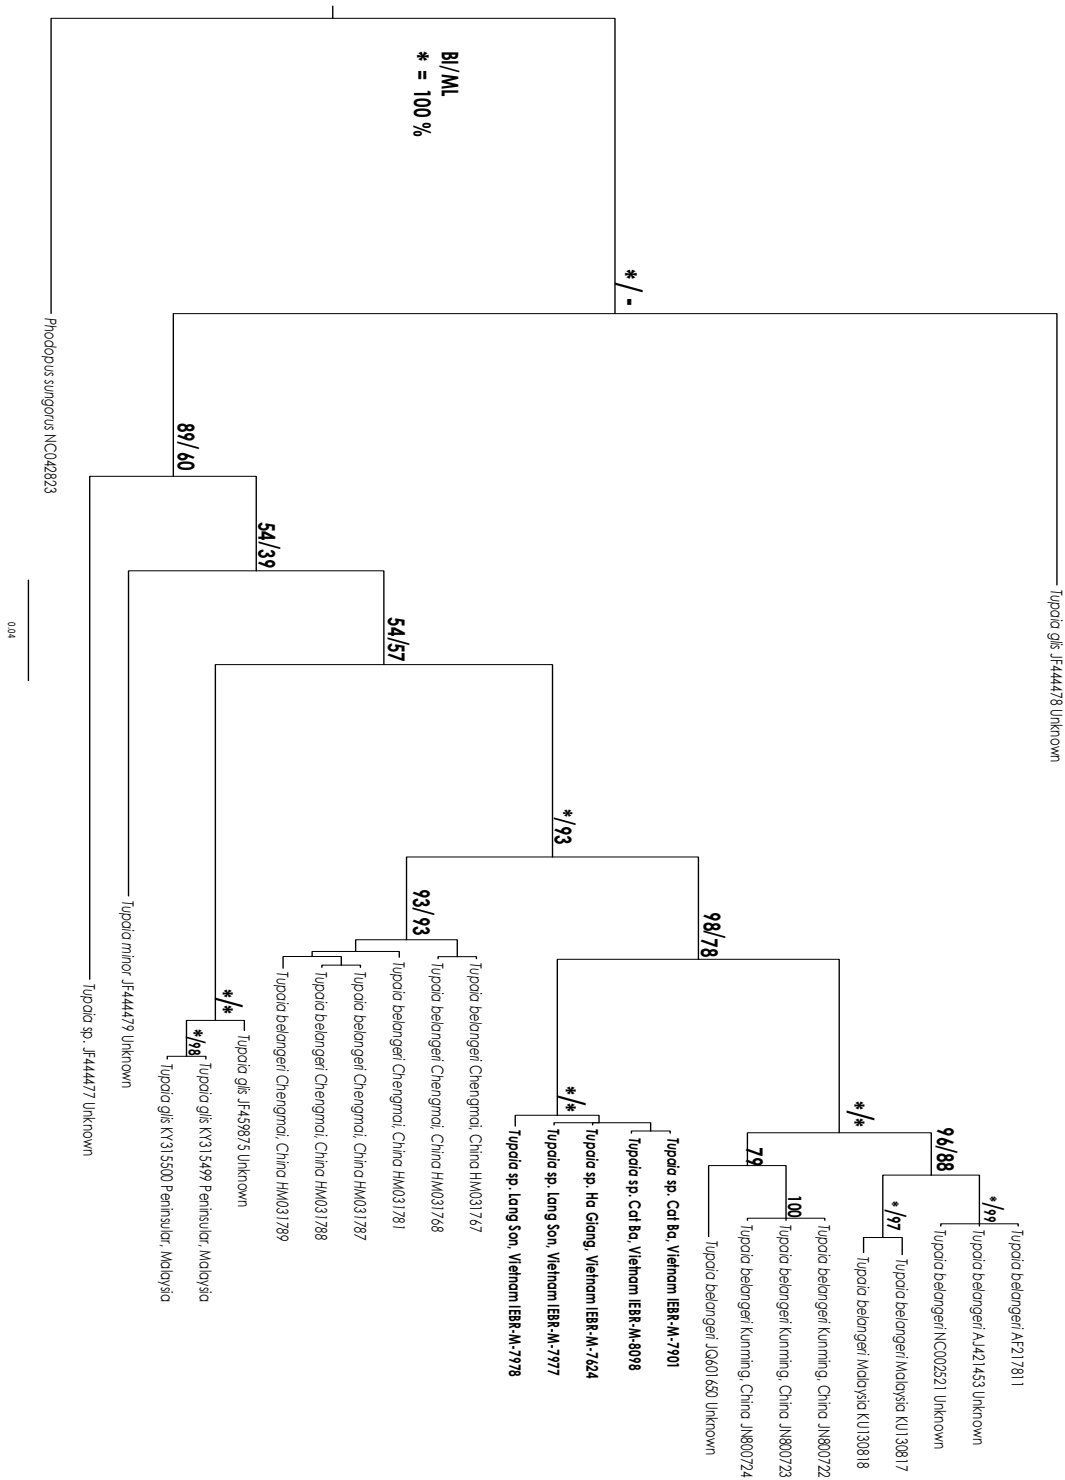 Tupaia glis JF444478 Unknown
*/-
Tupaia belangeri AF217811
*/99
Tupaia belangeri AJ421453 Unknown
96/88
Tupaia belangeri NC002521 Unknown
Tupaia belangeri Malaysia KU130817
*/97
Tupaia belangeri Malaysia KU130818
*/*
Tupaia belangeri Kunming, China JN800722
100
Tupaia belangeri Kunming, China JN800723
79
Tupaia belangeri Kunming, China JN800724
Tupaia belangeri JQ601650 Unknown
98/78
Tupaia sp. Cat Ba, Vietnam IEBR-M-7901
Tupaia sp. Cat Ba, Vietnam IEBR-M-8098
Tupaia sp. Ha Giang, Vietnam IEBR-M-7624
*/*
Tupaia sp. Lang Son, Vietnam IEBR-M-7977
Tupaia sp. Lang Son, Vietnam IEBR-M-7978
*/93
Tupaia belangeri Chengmai, China HM031767
Tupaia belangeri Chengmai, China HM031768
93/93
Tupaia belangeri Chengmai, China HM031781
Tupaia belangeri Chengmai, China HM031787
Tupaia belangeri Chengmai, China HM031788
Tupaia belangeri Chengmai, China HM031789
54/57
Tupaia glis JF459875 Unknown
*/*
Tupaia glis KY315499 Peninsular, Malaysia
*/98
Tupaia glis KY315500 Peninsular, Malaysia
54/39
Tupaia minor JF444479 Unknown
89/60
Tupaia sp. JF444477 Unknown
Phodopus sungorus NC042823
BI/ML
* = 100 %
0.04